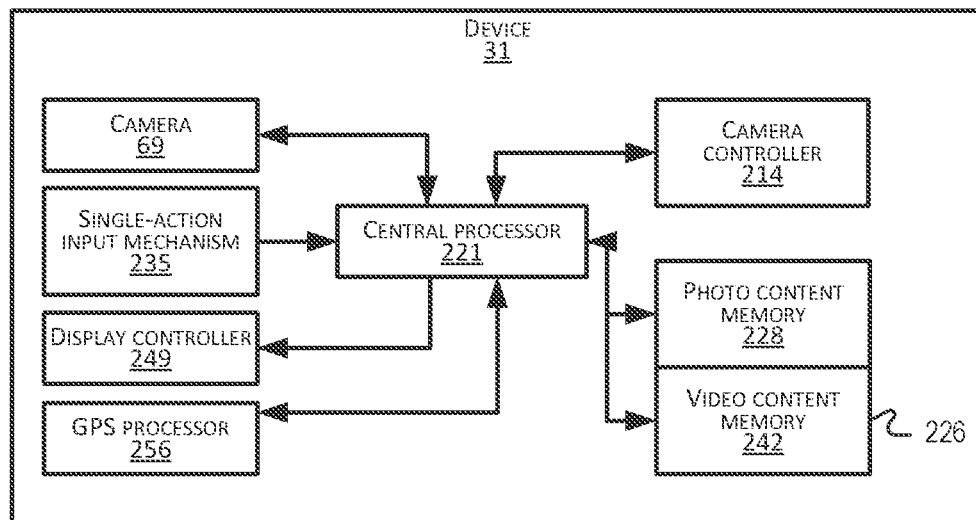 DEVICE
31
CAMERA
69
SINGLE-ACTION
INPUT MECHANISM
235
DISPLAY CONTROLLER
249
GPS PROCESSOR
256
CENTRAL PROCESSOR
221
CAMERA
CONTROLLER
214
PHOTO CONTENT
MEMORY
228
VIDEO CONTENT
MEMORY
242
226